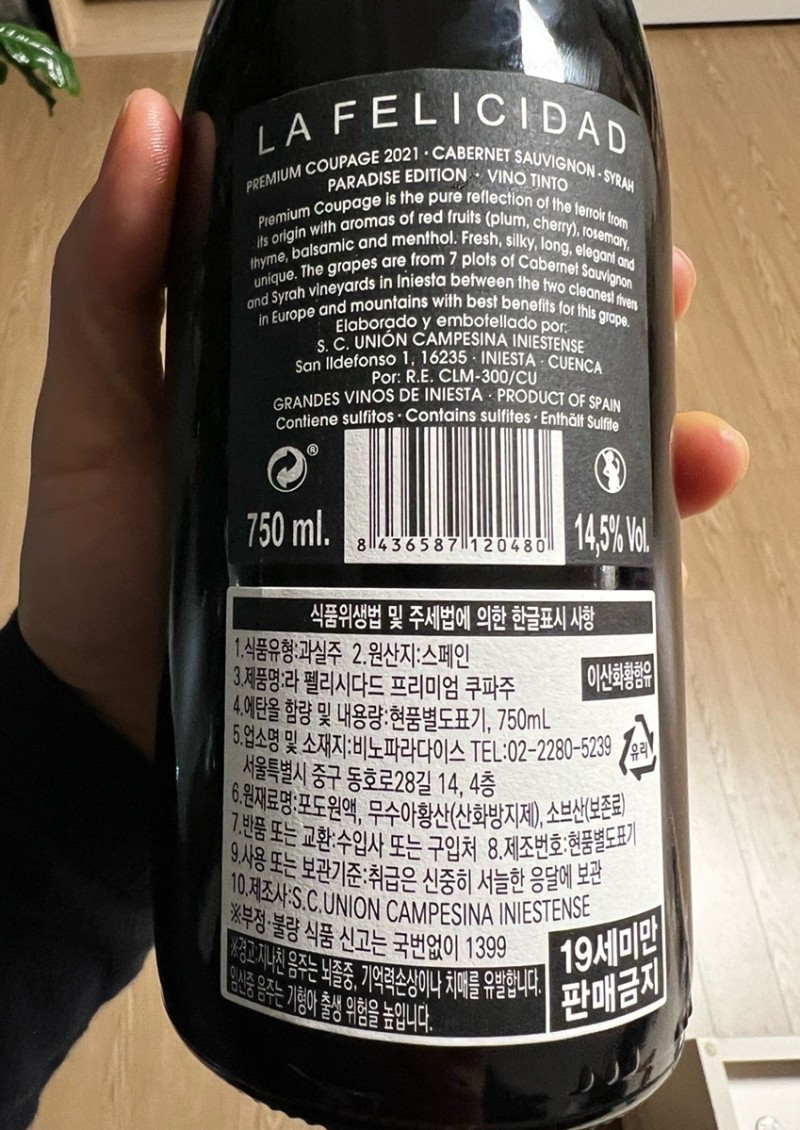 LA FELICIDAD
PREMIUM COUPAGE 2021 · CABERNET SAUVIGNON - SYRAH
PARADISE EDITION · VINO TINTO
Premium Coupage is the pure reflection of the terroir from
its origin with aromas of red fruits (plum, cherry), rosemary,
thyme, balsamic and menthol. Fresh, silky, long, elegant and
unique. The grapes are from 7 plots of Cabernet Sauvignon
and Syrah vineyards in Iniesta between the two cleanest rivers
in Europe and mountains with best benefits for this grape.
Elaborado y embotellado por:
S. C. UNIÓN CAMPESINA INIESTENSE
San Ildefonso 1, 16235 · INIESTA · CUENCA
Por: R.E. CLM-300/CU
GRANDES VINOS DE INIESTA · PRODUCT OF SPAIN
Contiene sulfitos · Contains sulfites · Enthält Sulfite
®
750 ml.
8 436587 120480
14,5% Vol.
식품위생법 및 주세법에 의한 한글표시 사항
1.식품유형:과실주 2.원산지:스페인
3.제품명:라 펠리시다드 프리미엄 쿠파주
이산화황함유
4.에탄올 함량 및 내용량:현품별도표기, 750mL
5.업소명 및 소재지:비노파라다이스 TEL:02-2280-5239
서울특별시 중구 동호로28길 14, 4층
유리
6.원재료명:포도원액, 무수아황산(산화방지제), 소브산(보존료)
7.반품 또는 교환:수입사 또는 구입처 8.제조번호:현품별도표기
9.사용 또는 보관기준:취급은 신중히 서늘한 응달에 보관
10.제조사:S.C.UNION CAMPESINA INIESTENSE
※부정·불량 식품 신고는 국번없이 1399
※경고:지나친 음주는 뇌졸중, 기억력손상이나 치매를 유발합니다.
임신중 음주는 기형아 출생 위험을 높입니다.
19세미만
판매금지